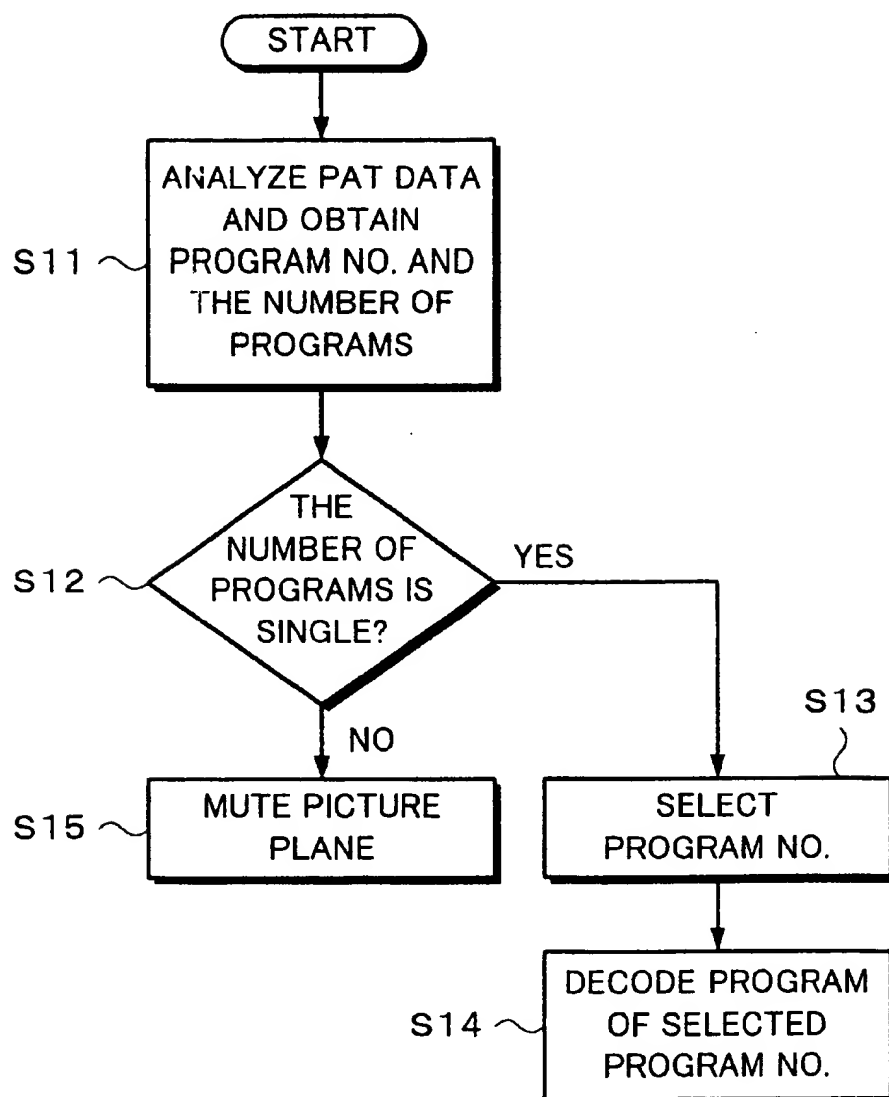 START
ANALYZE PAT DATA
AND OBTAIN
PROGRAM NO. AND
THE NUMBER OF
PROGRAMS
S11
THE
NUMBER OF
PROGRAMS IS
SINGLE?
S12
YES
NO
S13
MUTE PICTURE
PLANE
S15
SELECT
PROGRAM NO.
DECODE PROGRAM
OF SELECTED
PROGRAM NO.
S14